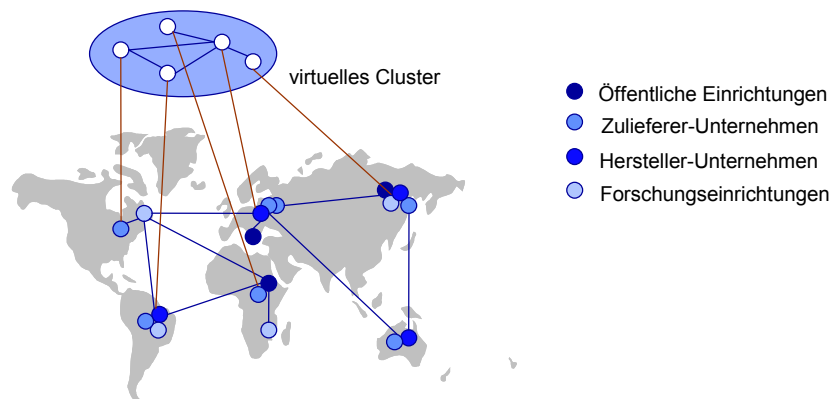 virtuelles Cluster
Öffentliche Einrichtungen
Zulieferer-Unternehmen
Hersteller-Unternehmen
Forschungseinrichtungen